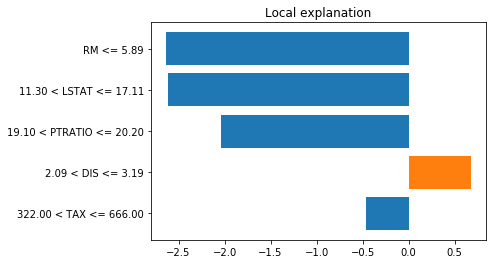 Local explanation
RM <= 5.89
11.30 < LSTAT <= 17.11
19.10 < PTRATIO <= 20.20
2.09 < DIS <= 3.19
322.00 < TAX <= 666.00
−2.5 −2.0 −1.5 −1.0 −0.5 0.0 0.5